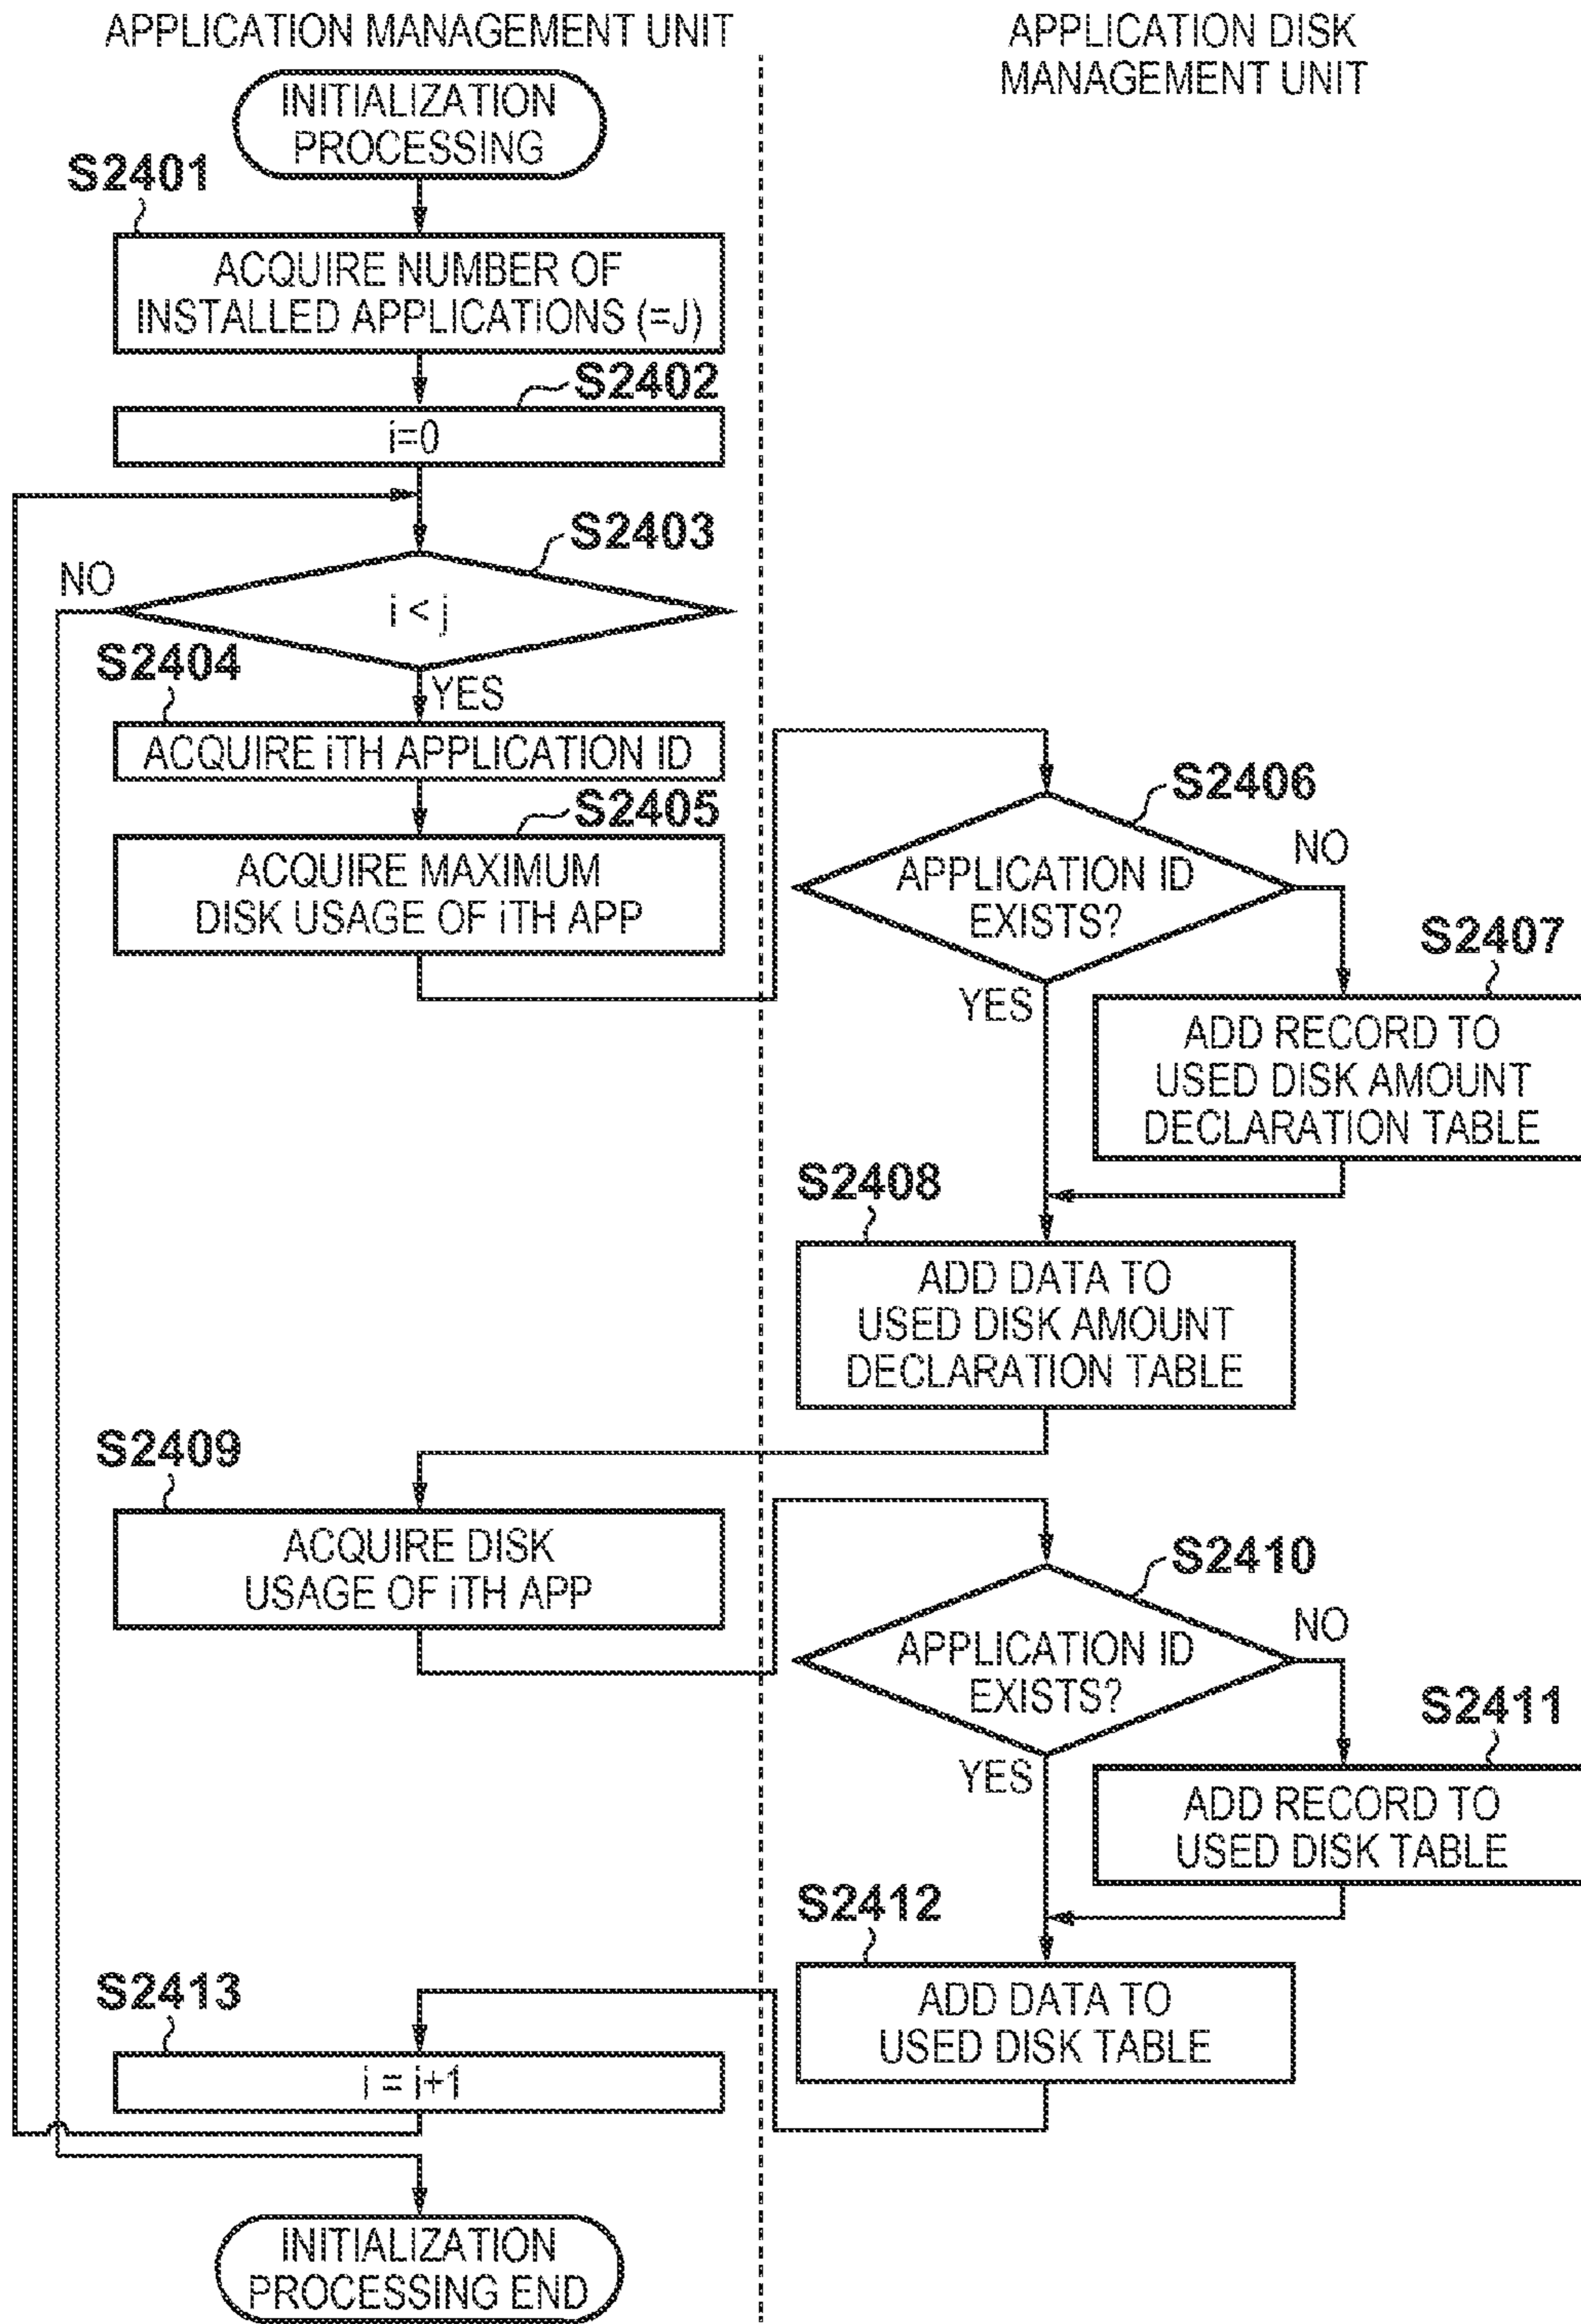 APPLICATION MANAGEMENT UNIT
APPLICATION DISK
MANAGEMENT UNIT
INITIALIZATION
PROCESSING
S2401
ACQUIRE NUMBER OF
INSTALLED APPLICATIONS (=J)
S2402
i=0
S2403
NO
i < j
S2404
YES
ACQUIRE iTH APPLICATION ID
S2405
ACQUIRE MAXIMUM
DISK USAGE OF iTH APP
S2406
APPLICATION ID
EXISTS?
NO
YES
S2407
ADD RECORD TO
USED DISK AMOUNT
DECLARATION TABLE
S2408
ADD DATA TO
USED DISK AMOUNT
DECLARATION TABLE
S2409
ACQUIRE DISK
USAGE OF iTH APP
S2410
APPLICATION ID
EXISTS?
NO
YES
S2411
ADD RECORD TO
USED DISK TABLE
S2412
ADD DATA TO
USED DISK TABLE
S2413
i = i+1
INITIALIZATION
PROCESSING END